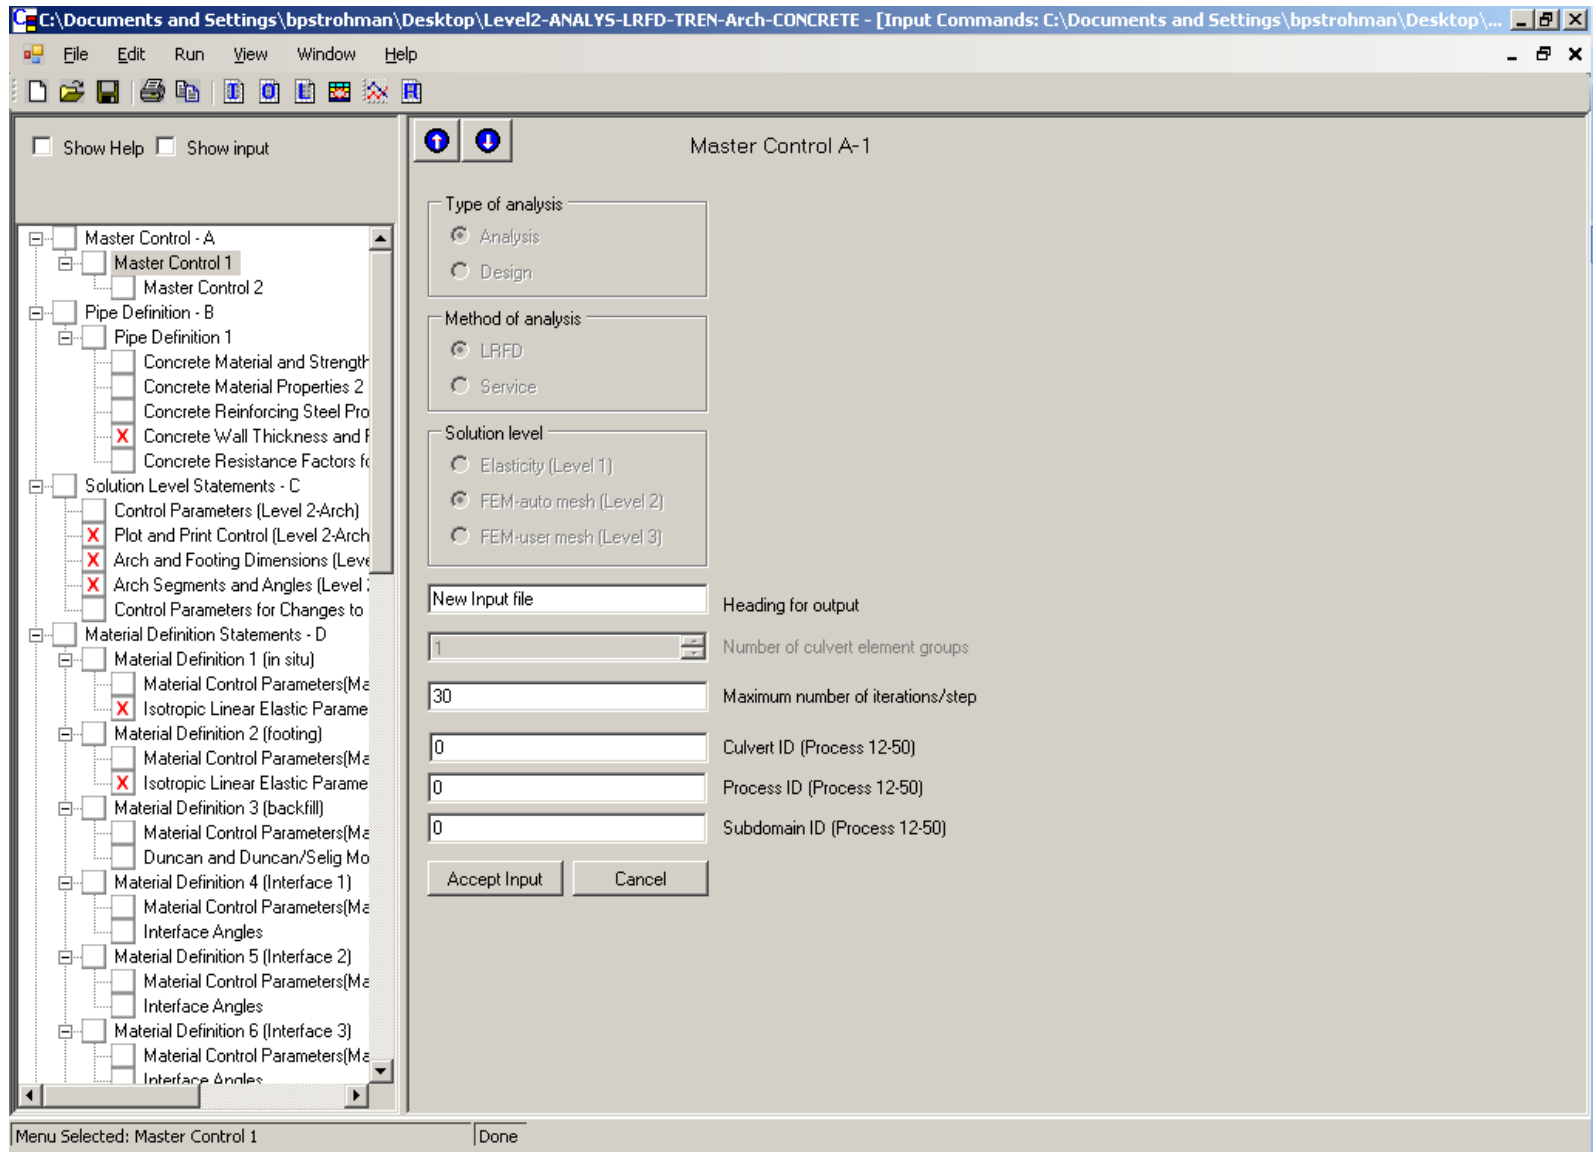 C:\Documents and Settings\bpstrohman\Desktop\Level2-ANALYS-LRFD-TREN-Arch-CONCRETE - [Input Commands: C:\Documents and Settings\bpstrohman\Desktop\...
File Edit Run View Window Help
Show Help Show input
Master Control A-1
Master Control - A
Master Control 1
Master Control 2
Pipe Definition - B
Pipe Definition 1
Concrete Material and Strength
Concrete Material Properties 2
Concrete Reinforcing Steel Pro
X Concrete Wall Thickness and
Concrete Resistance Factors fo
Solution Level Statements - C
Control Parameters (Level 2-Arch)
X Plot and Print Control (Level 2-Arch
X Arch and Footing Dimensions (Leve
X Arch Segments and Angles (Level
Control Parameters for Changes to
Material Definition Statements - D
Material Definition 1 (in situ)
Material Control Parameters(Ma
X Isotropic Linear Elastic Parame
Material Definition 2 (footing)
Material Control Parameters(Ma
X Isotropic Linear Elastic Parame
Material Definition 3 (backfill)
Material Control Parameters(Ma
Duncan and Duncan/Selig Mo
Material Definition 4 (Interface 1)
Material Control Parameters(Ma
Interface Angles
Material Definition 5 (Interface 2)
Material Control Parameters(Ma
Interface Angles
Material Definition 6 (Interface 3)
Material Control Parameters(Ma
Interface Angles
Type of analysis
Analysis
Design
Method of analysis
LRFD
Service
Solution level
Elasticity (Level 1)
FEM-auto mesh (Level 2)
FEM-user mesh (Level 3)
New Input file Heading for output
1 Number of culvert element groups
30 Maximum number of iterations/step
0 Culvert ID (Process 12-50)
0 Process ID (Process 12-50)
0 Subdomain ID (Process 12-50)
Accept Input Cancel
Menu Selected: Master Control 1 Done